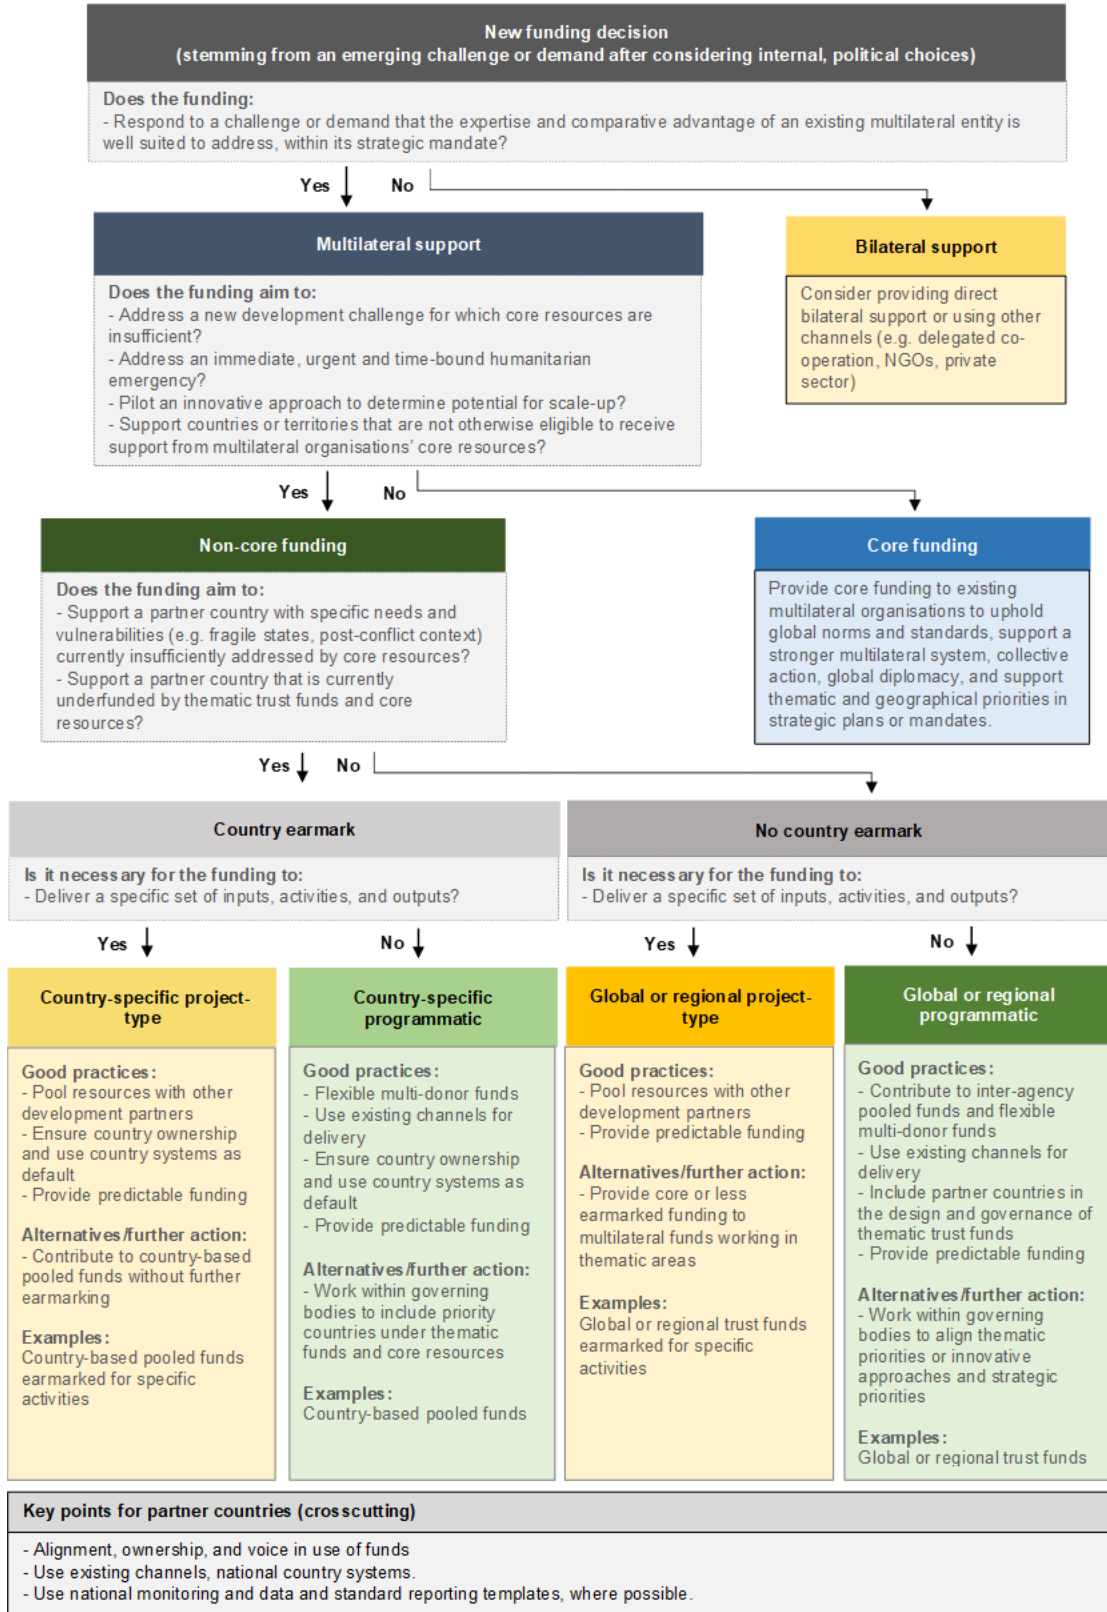 New funding decision
(stemming from an emerging challenge or demand after considering internal, political choices)
Does the funding:
- Respond to a challenge or demand that the expertise and comparative advantage of an existing multilateral entity is
well suited to address, within its strategic mandate?
Yes
No
Multilateral support
Does the funding aim to:
- Address a new development challenge for which core resources are
insufficient?
- Address an immediate, urgent and time-bound humanitarian
emergency?
- Pilot an innovative approach to determine potential for scale-up?
- Support countries or territories that are not otherwise eligible to receive
support from multilateral organisations' core resources?
Bilateral support
Consider providing direct
bilateral support or using other
channels (e.g. delegated co-
operation, NGOs, private
sector)
Yes
No
Non-core funding
Does the funding aim to:
- Support a partner country with specific needs and
vulnerabilities (e.g. fragile states, post-conflict context)
currently insufficiently addressed by core resources?
- Support a partner country that is currently
underfunded by thematic trust funds and core
resources?
Core funding
Provide core funding to existing
multilateral organisations to uphold
global norms and standards, support a
stronger multilateral system, collective
action, global diplomacy, and support
thematic and geographical priorities in
strategic plans or mandates.
Yes
No
Country earmark
Is it necessary for the funding to:
- Deliver a specific set of inputs, activities, and outputs?
No country earmark
Is it necessary for the funding to:
- Deliver a specific set of inputs, activities, and outputs?
Yes
No
Yes
No
Country-specific project-
type
Good practices:
- Pool resources with other
development partners
- Ensure country ownership
and use country systems as
default
- Provide predictable funding
Alternatives/further action:
- Contribute to country-based
pooled funds without further
earmarking
Examples:
Country-based pooled funds
earmarked for specific
activities
Country-specific
programmatic
Good practices:
- Flexible multi-donor funds
- Use existing channels for
delivery
- Ensure country ownership
and use country systems as
default
- Provide predictable funding
Alternatives/further action:
- Work within governing
bodies to include priority
countries under thematic
funds and core resources
Examples:
Country-based pooled funds
Global or regional project-
type
Good practices:
- Pool resources with other
development partners
- Provide predictable funding
Alternatives/further action:
- Provide core or less
earmarked funding to
multilateral funds working in
thematic areas
Examples:
Global or regional trust funds
earmarked for specific
activities
Global or regional
programmatic
Good practices:
- Contribute to inter-agency
pooled funds and flexible
multi-donor funds
- Use existing channels for
delivery
- Include partner countries in
the design and governance of
thematic trust funds
- Provide predictable funding
Alternatives/further action:
- Work within governing
bodies to align thematic
priorities or innovative
approaches and strategic
priorities
Examples:
Global or regional trust funds
Key points for partner countries (crosscutting)
- Alignment, ownership, and voice in use of funds
- Use existing channels, national country systems.
- Use national monitoring and data and standard reporting templates, where possible.